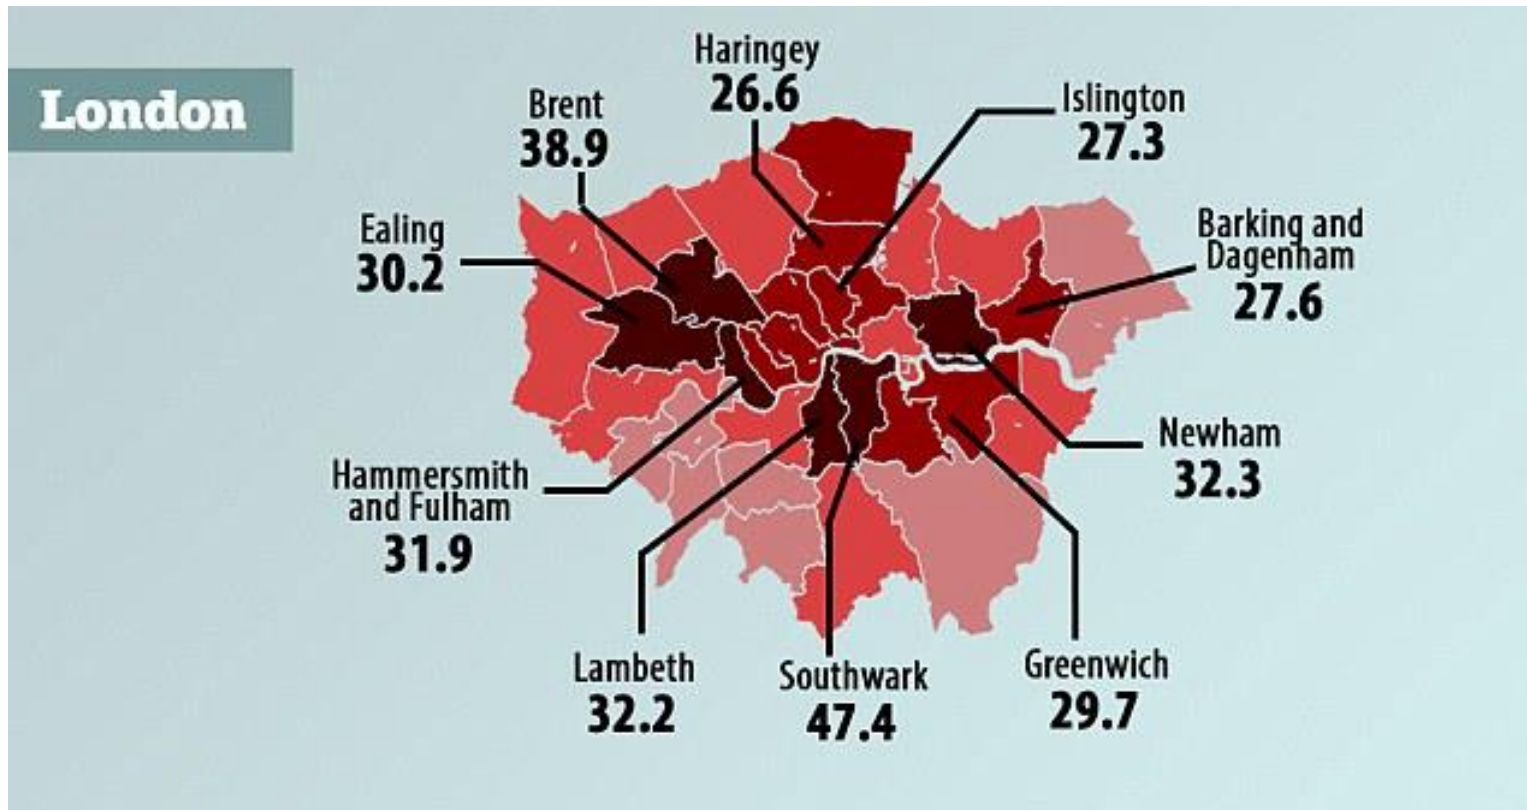 London
Haringey
26.6
Brent
38.9
Islington
27.3
Ealing
30.2
Barking and
Dagenham
27.6
Newham
32.3
Hammersmith
and Fulham
31.9
Lambeth
32.2
Southwark
47.4
Greenwich
29.7